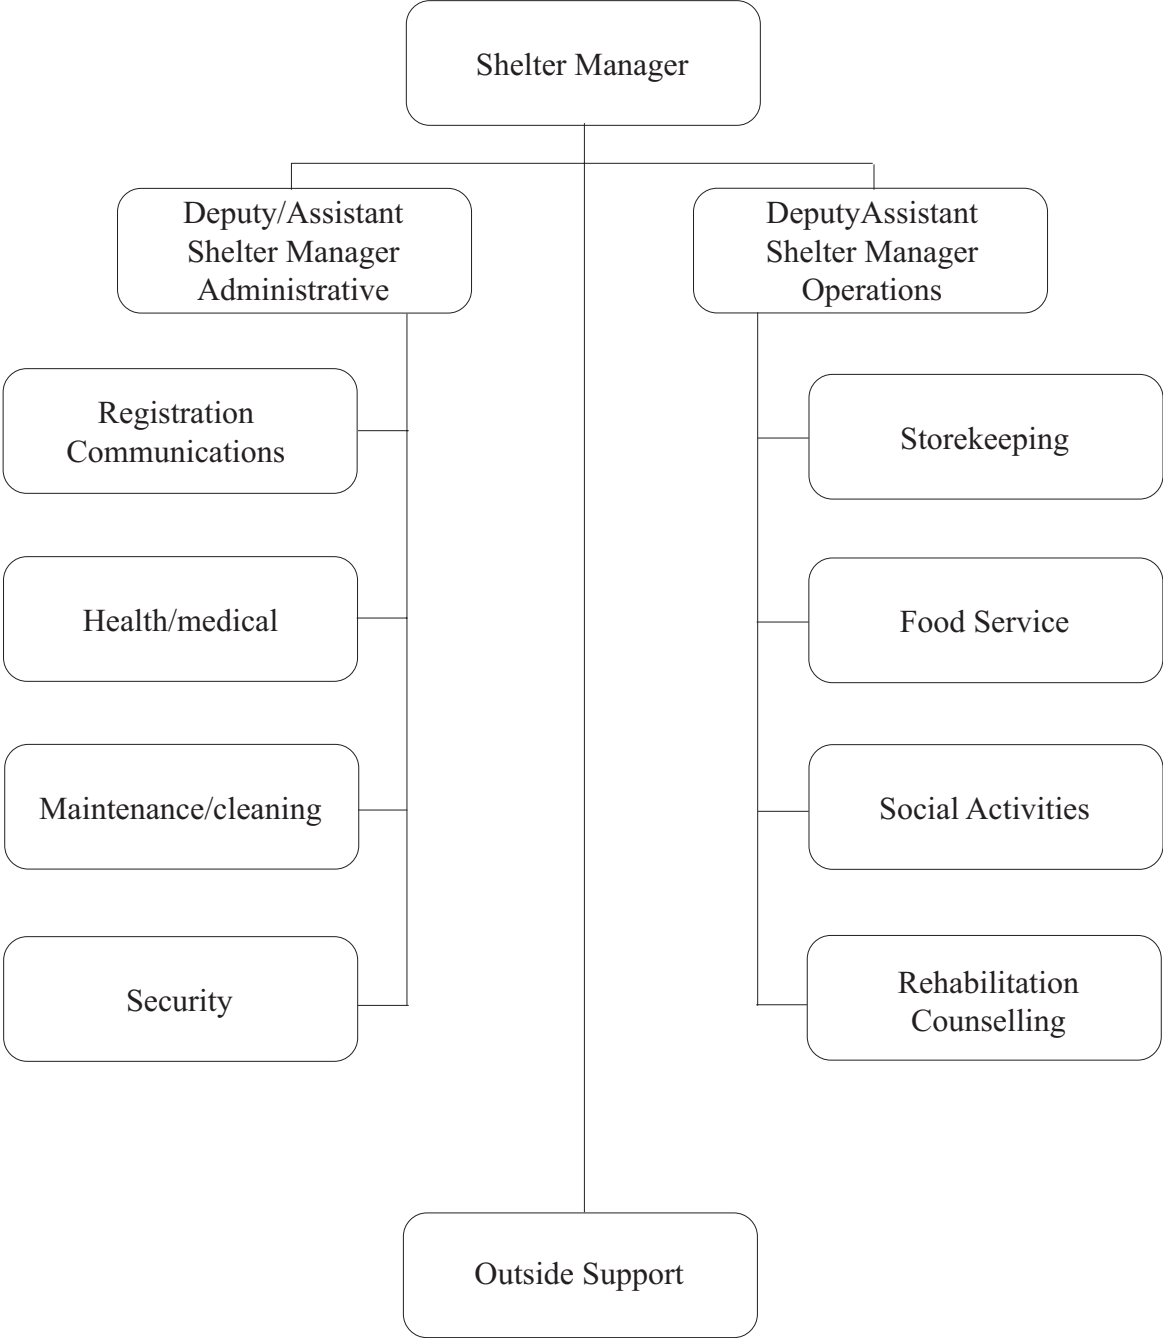 Shelter Manager
Deputy/Assistant
Shelter Manager
Administrative
DeputyAssistant
Shelter Manager
Operations
Registration
Communications
Storekeeping
Health/medical
Food Service
Maintenance/cleaning
Social Activities
Security
Rehabilitation
Counselling
Outside Support